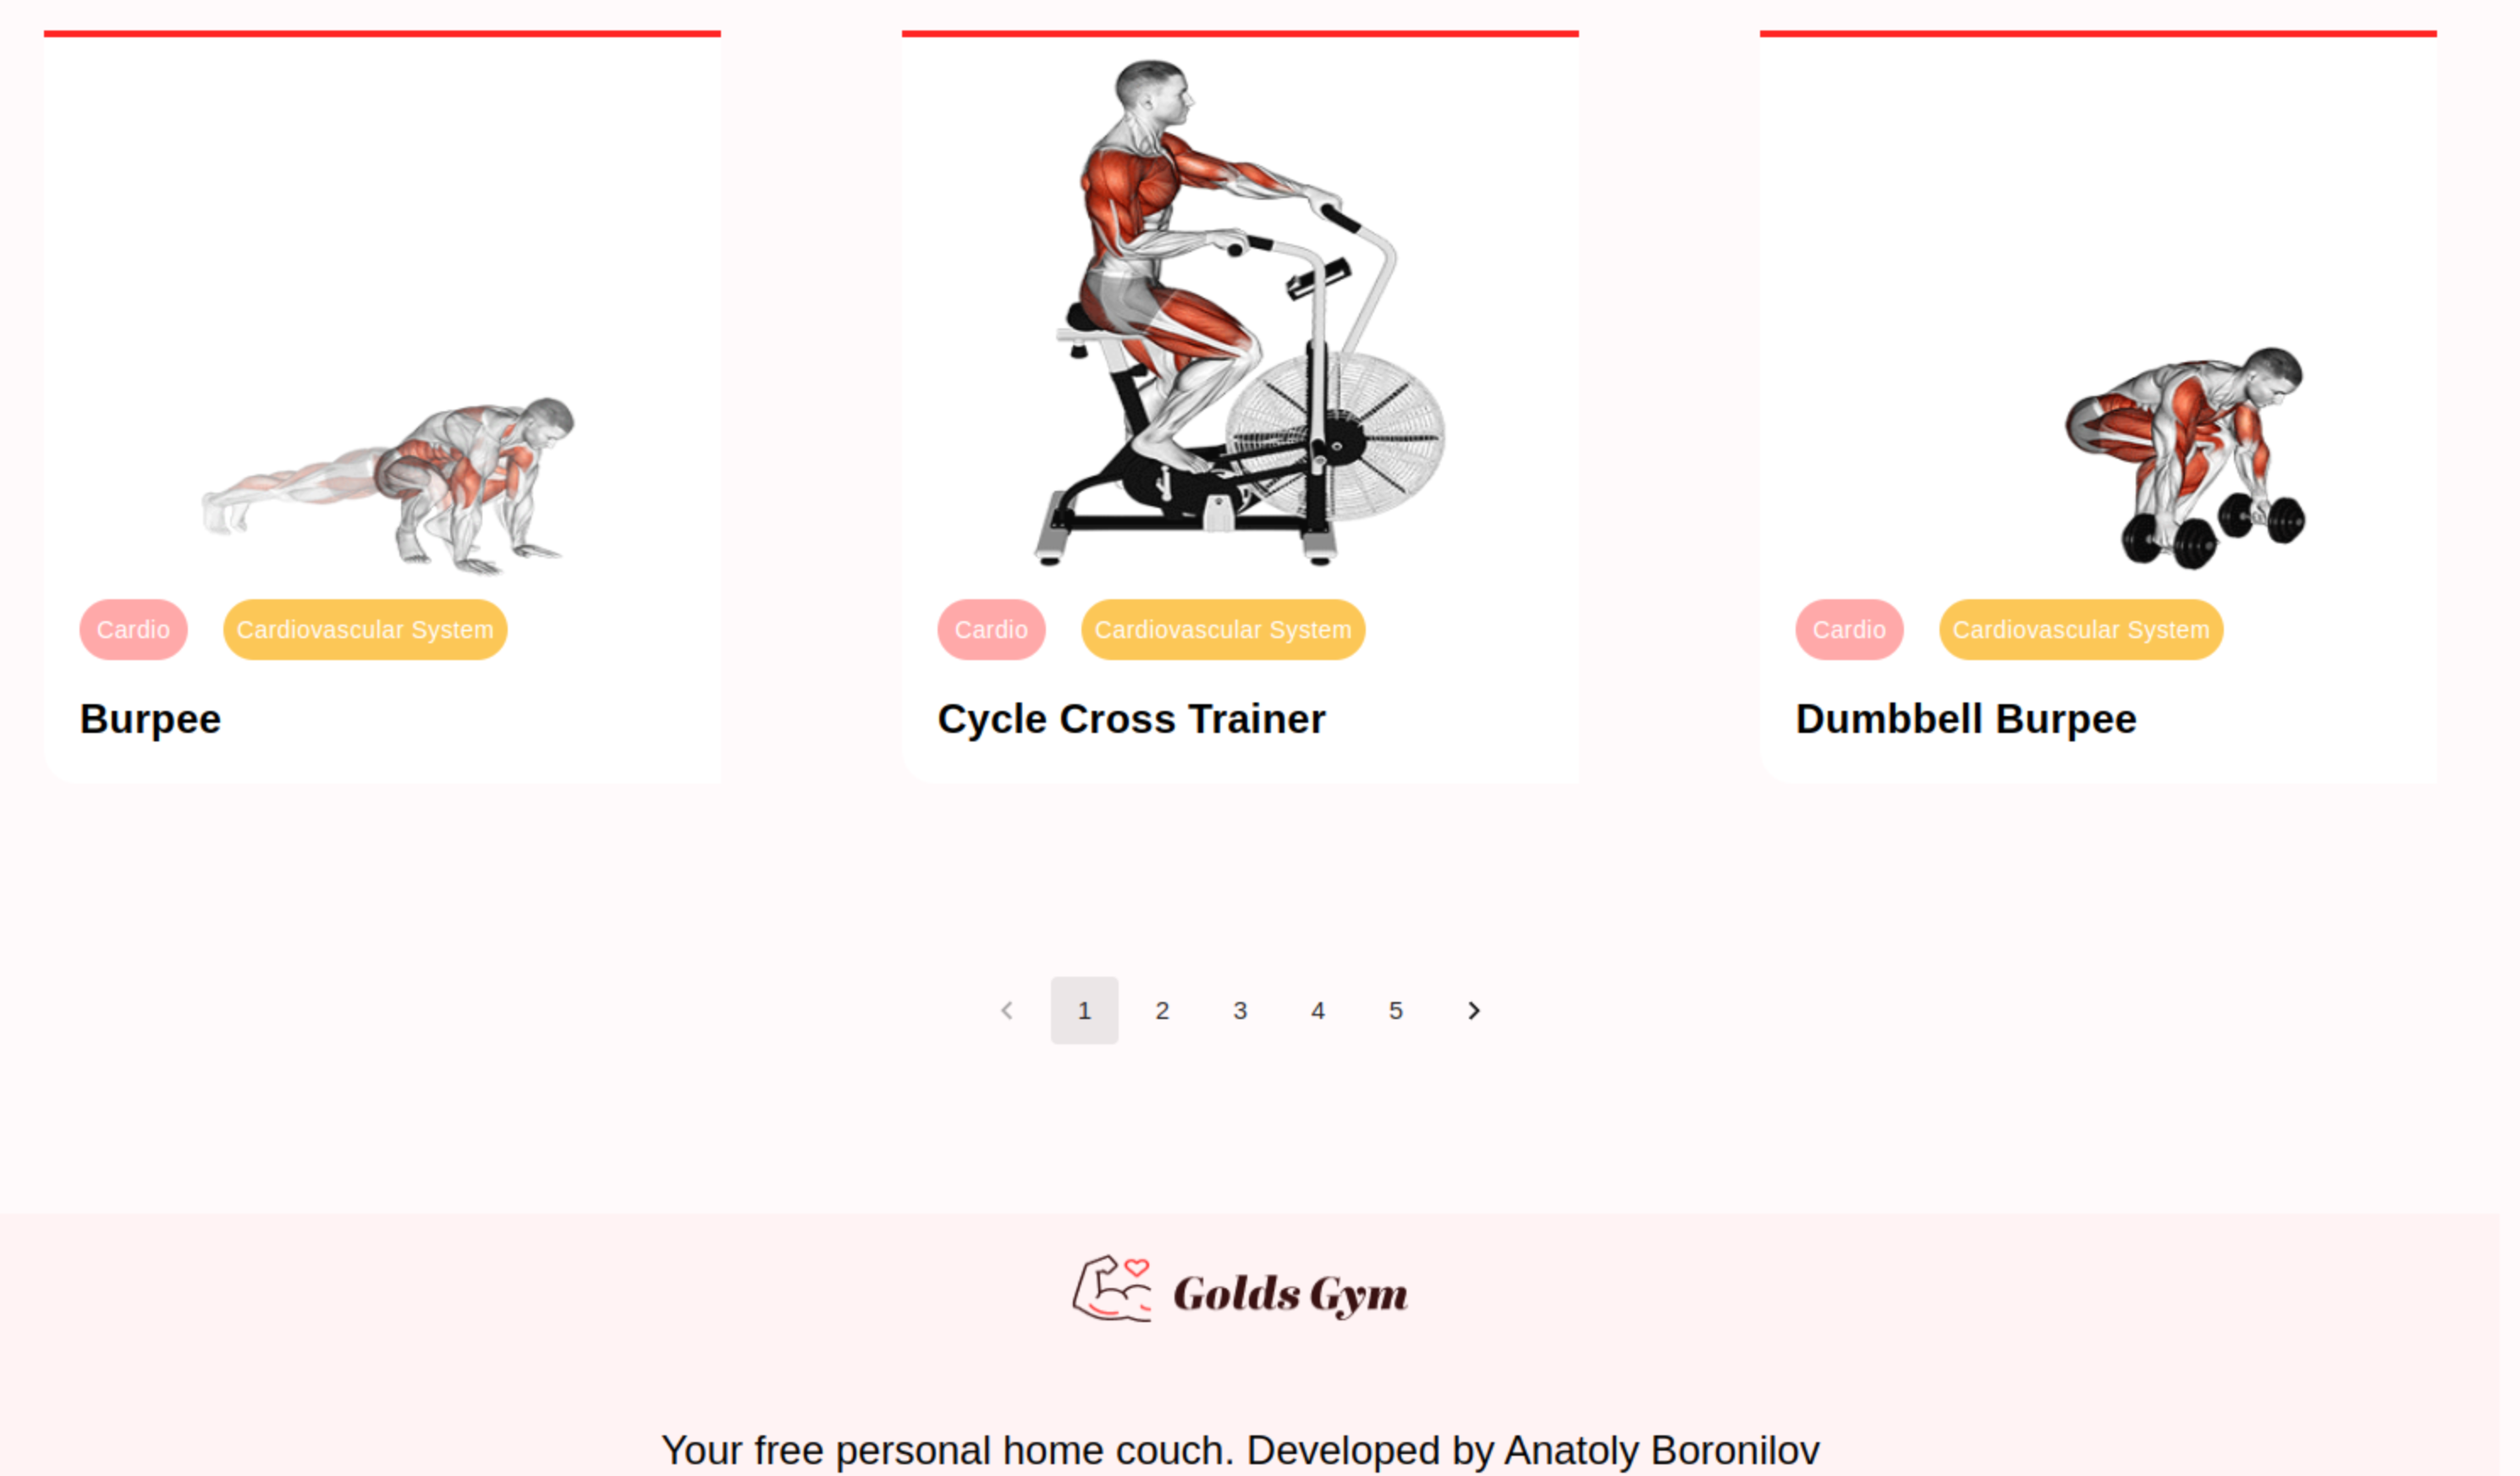 Cardio Cardiovascular System Cardio Cardiovascular System Cardio Cardiovascular System
Burpee Cycle Cross Trainer Dumbbell Burpee
1 2 3 4 5
Golds Gym
Your free personal home couch. Developed by Anatoly Boronilov